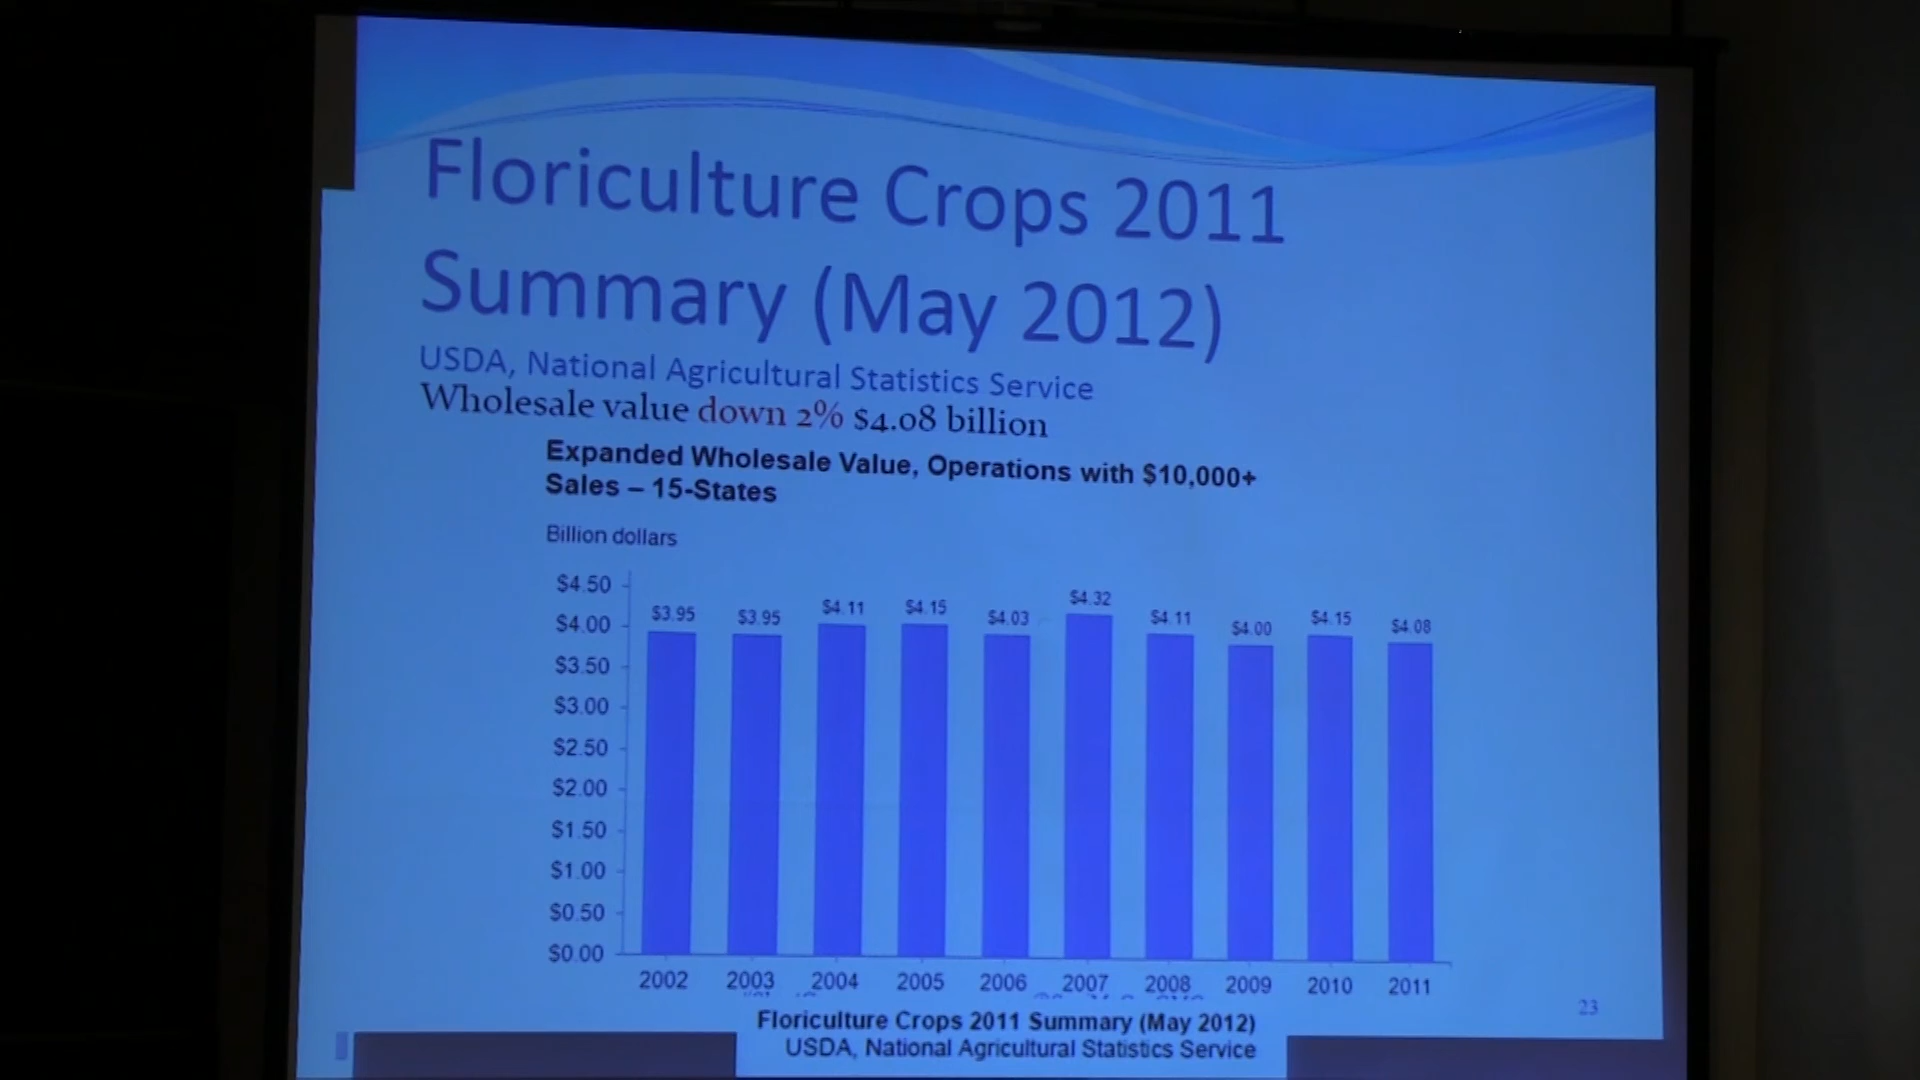 Floriculture Crops 2011
Summary (May 2012)
USDA, National Agricultural Statistics Service
Wholesale value down 2% $4.08 billion
Expanded Wholesale Value, Operations with $10,000+
Sales – 15-States
Billion dollars
$4.50
$4.00
$3.50
$3.00
$2.50
$2.00
$1.50
$1.00
$0.50
$0.00
$3.95 $3.95 $4.11 $4.15 $4.03 $4.32 $4.11 $4.00 $4.15 $4.08
2002 2003 2004 2005 2006 2007 2008 2009 2010 2011
Floriculture Crops 2011 Summary (May 2012)
USDA, National Agricultural Statistics Service
23